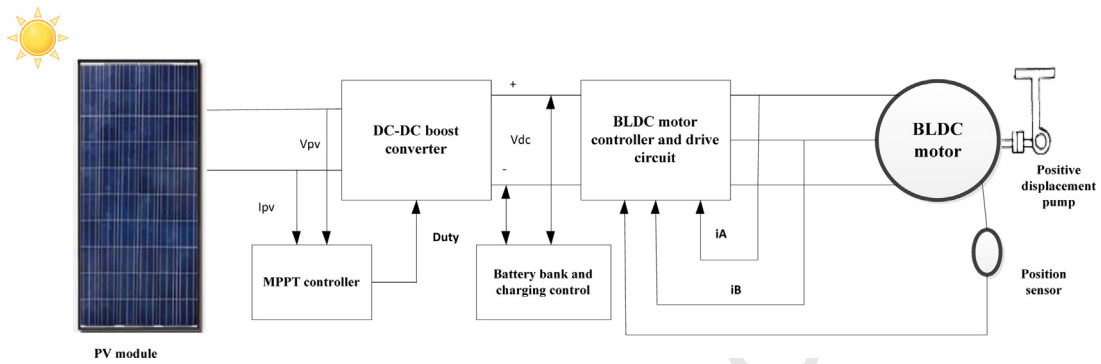 Vpv
Ipv
DC-DC boost
converter
+
Vdc
-
BLDC motor
controller and drive
circuit
BLDC
motor
Positive
displacement
pump
Duty
iA
MPPT controller
Battery bank and
charging control
iB
Position
sensor
PV module